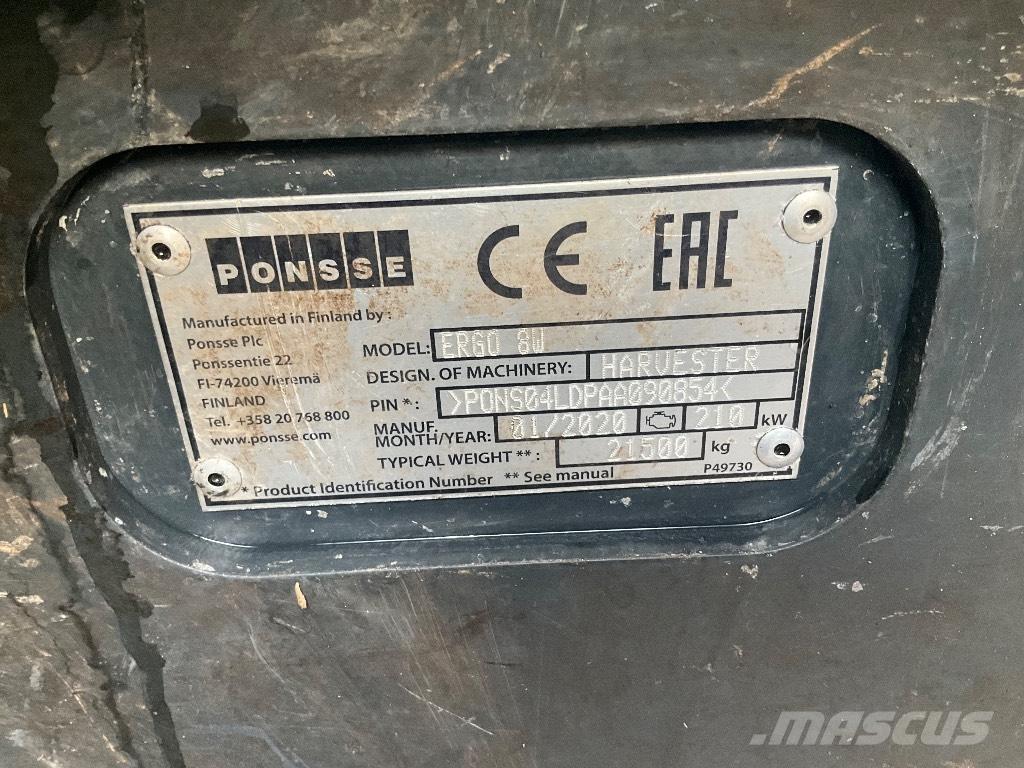 PONSSE CE EAC
Manufactured in Finland by :
Ponsse Plc
Ponssentie 22
FI-74200 Vieremä
FINLAND
Tel. +358 20 768 800
www.ponsse.com
MODEL: ERGO 8W
DESIGN. OF MACHINERY: HARVESTER
PIN *: >PONS04LDPAA090854<
MANUF.
MONTH/YEAR: 01/2020 210 kW
TYPICAL WEIGHT ** : 21500 kg
* Product Identification Number ** See manual P49730
MASCUS